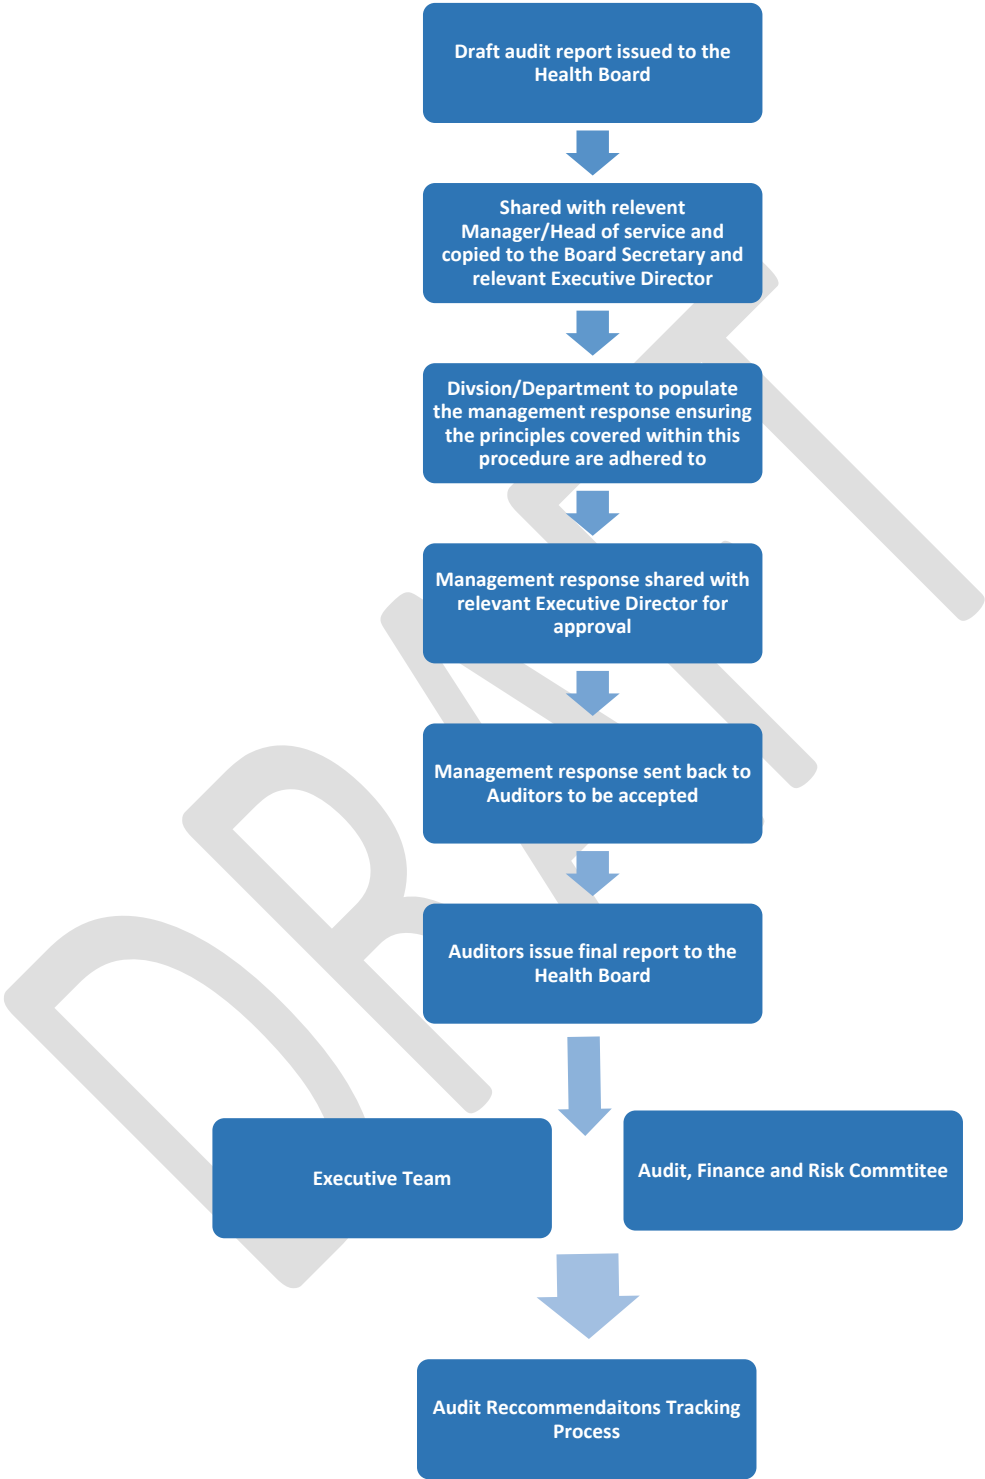 Draft audit report issued to the
Health Board
Shared with relevent
Manager/Head of service and
copied to the Board Secretary and
relevant Executive Director
Divsion/Department to populate
the management response ensuring
the principles covered within this
procedure are adhered to
Management response shared with
relevant Executive Director for
approval
Management response sent back to
Auditors to be accepted
Auditors issue final report to the
Health Board
Executive Team
Audit, Finance and Risk Commtitee
Audit Reccommendaitons Tracking
Process
DRAFT